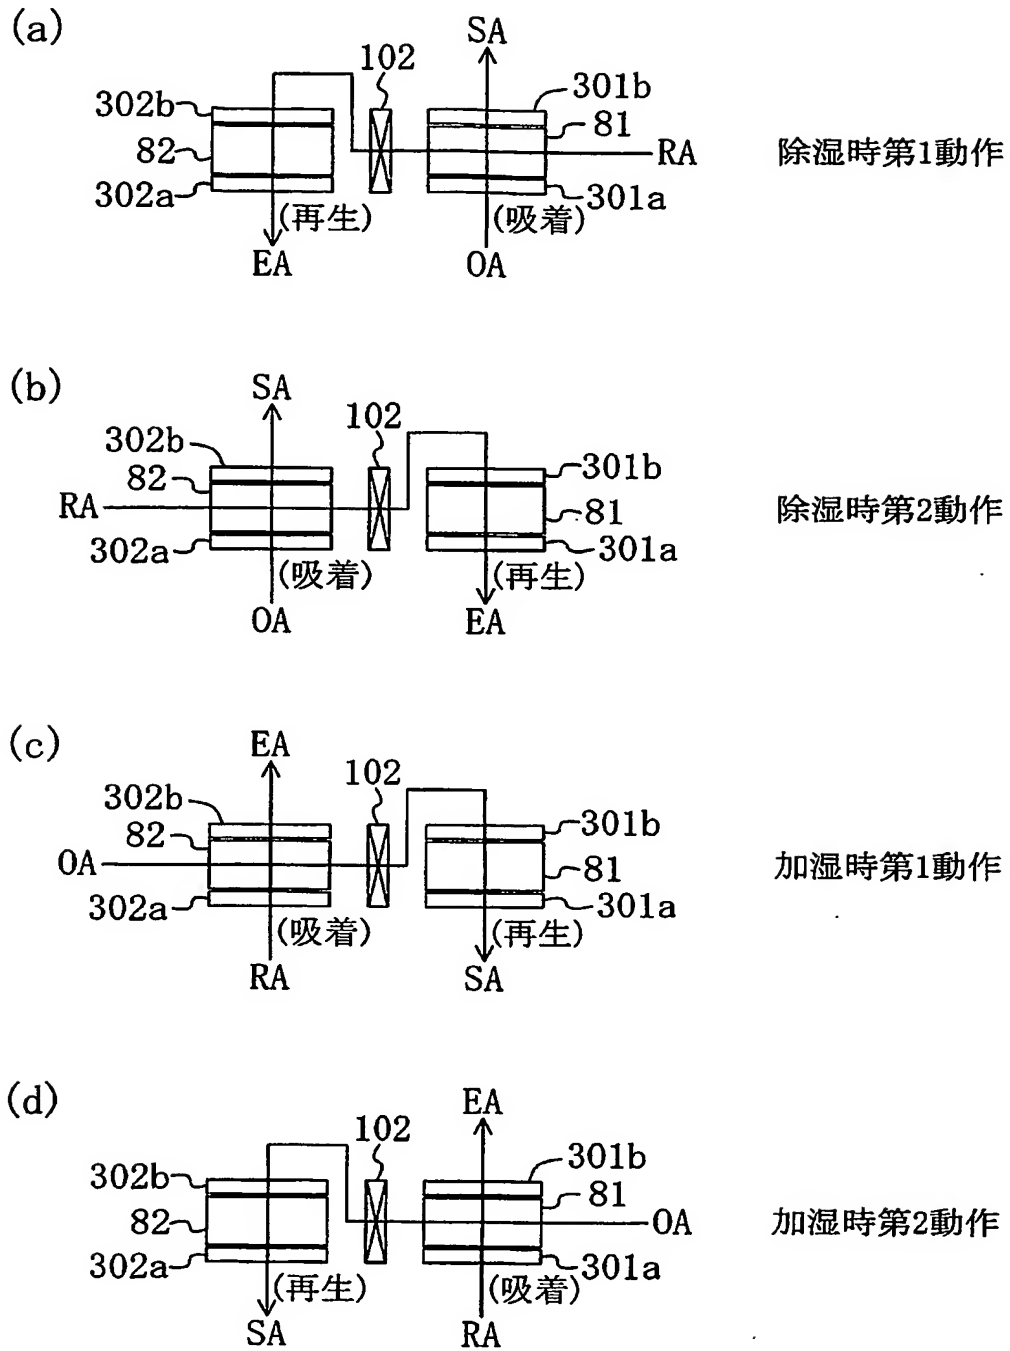 (a)
SA
102
302b
301b
82
81
RA
除湿時第1動作
302a
301a
(再生)
(吸着)
EA
OA
(b)
SA
102
302b
301b
82
RA
81
除湿時第2動作
302a
301a
(吸着)
(再生)
OA
EA
(c)
EA
102
302b
301b
82
OA
81
加湿時第1動作
302a
301a
(吸着)
(再生)
RA
SA
(d)
EA
102
302b
301b
82
81
OA
加湿時第2動作
302a
301a
(再生)
(吸着)
SA
RA